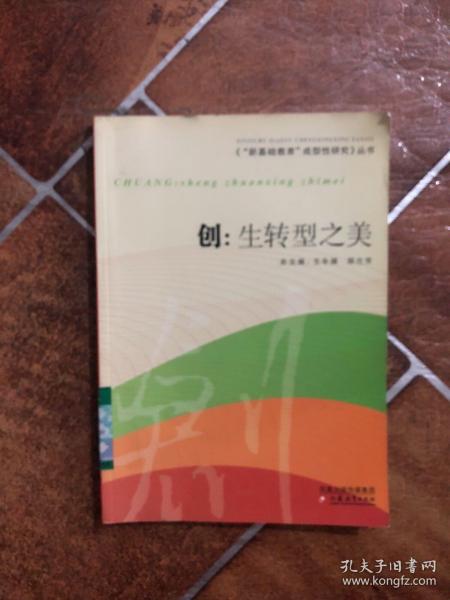 《“新基础教育”成型性研究》丛书
CHUANG: sheng zhuanxing zhimei
创: 生转型之美
孔夫子旧书网
www.kongfz.com